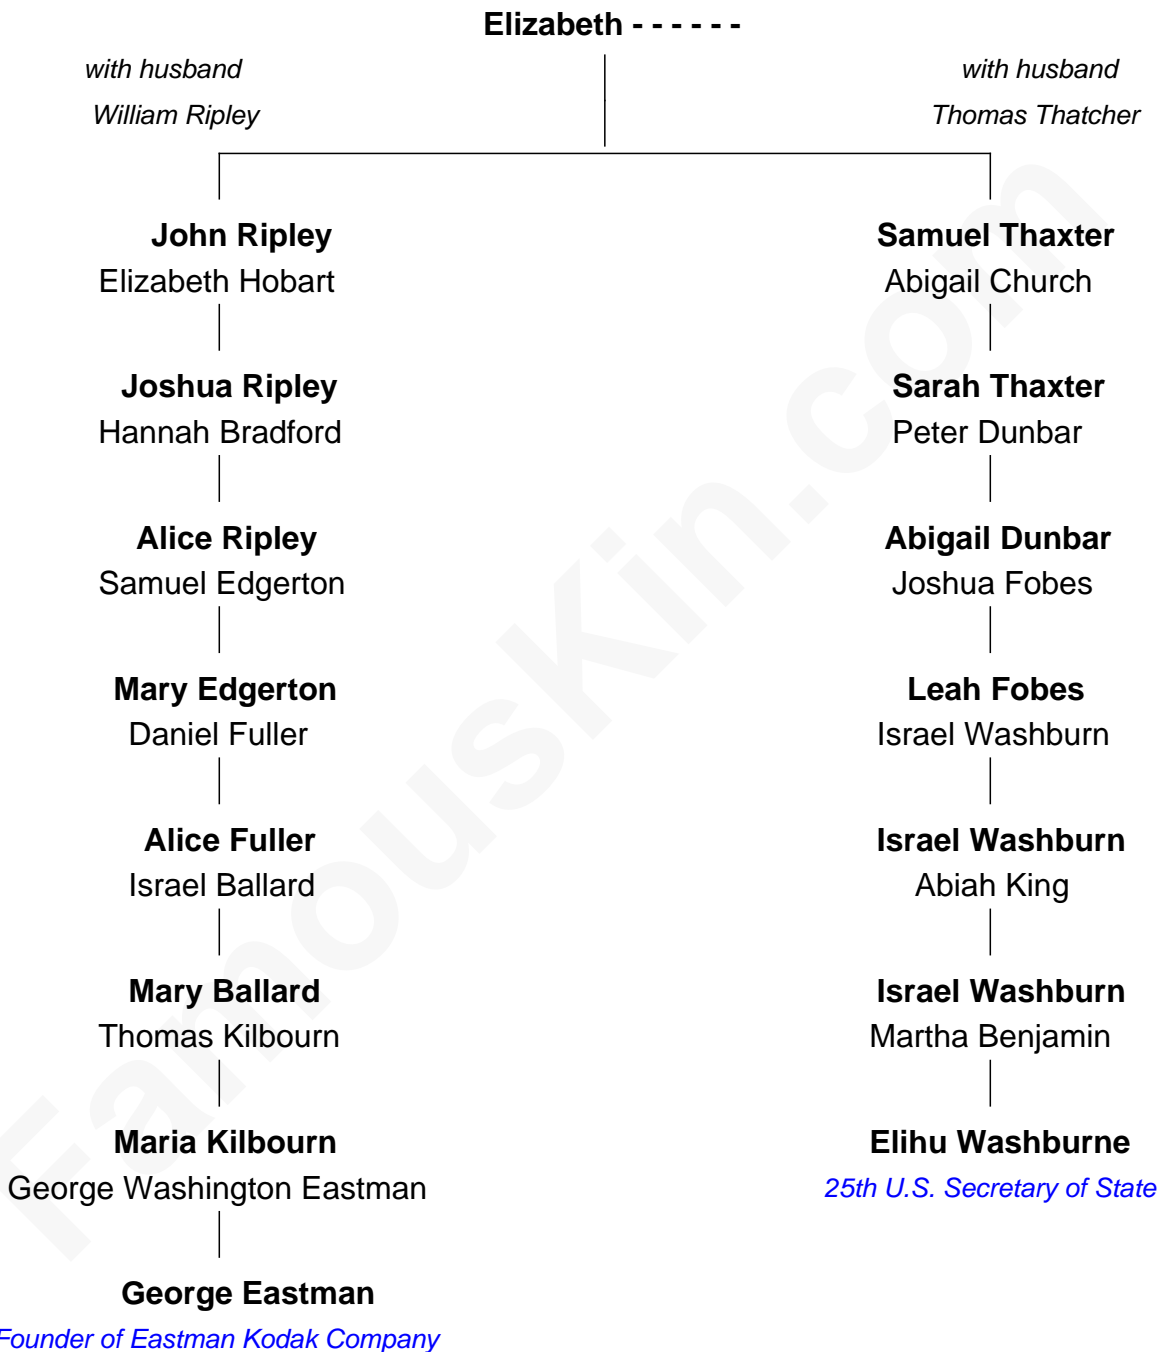 Elizabeth - - - - - -
with husband
William Ripley
with husband
Thomas Thatcher
John Ripley
Elizabeth Hobart
Samuel Thaxter
Abigail Church
Joshua Ripley
Hannah Bradford
Sarah Thaxter
Peter Dunbar
Alice Ripley
Samuel Edgerton
Abigail Dunbar
Joshua Fobes
Mary Edgerton
Daniel Fuller
Leah Fobes
Israel Washburn
Alice Fuller
Israel Ballard
Israel Washburn
Abiah King
Mary Ballard
Thomas Kilbourn
Israel Washburn
Martha Benjamin
Maria Kilbourn
George Washington Eastman
Elihu Washburne
25th U.S. Secretary of State
George Eastman
Founder of Eastman Kodak Company
FamousKin.com